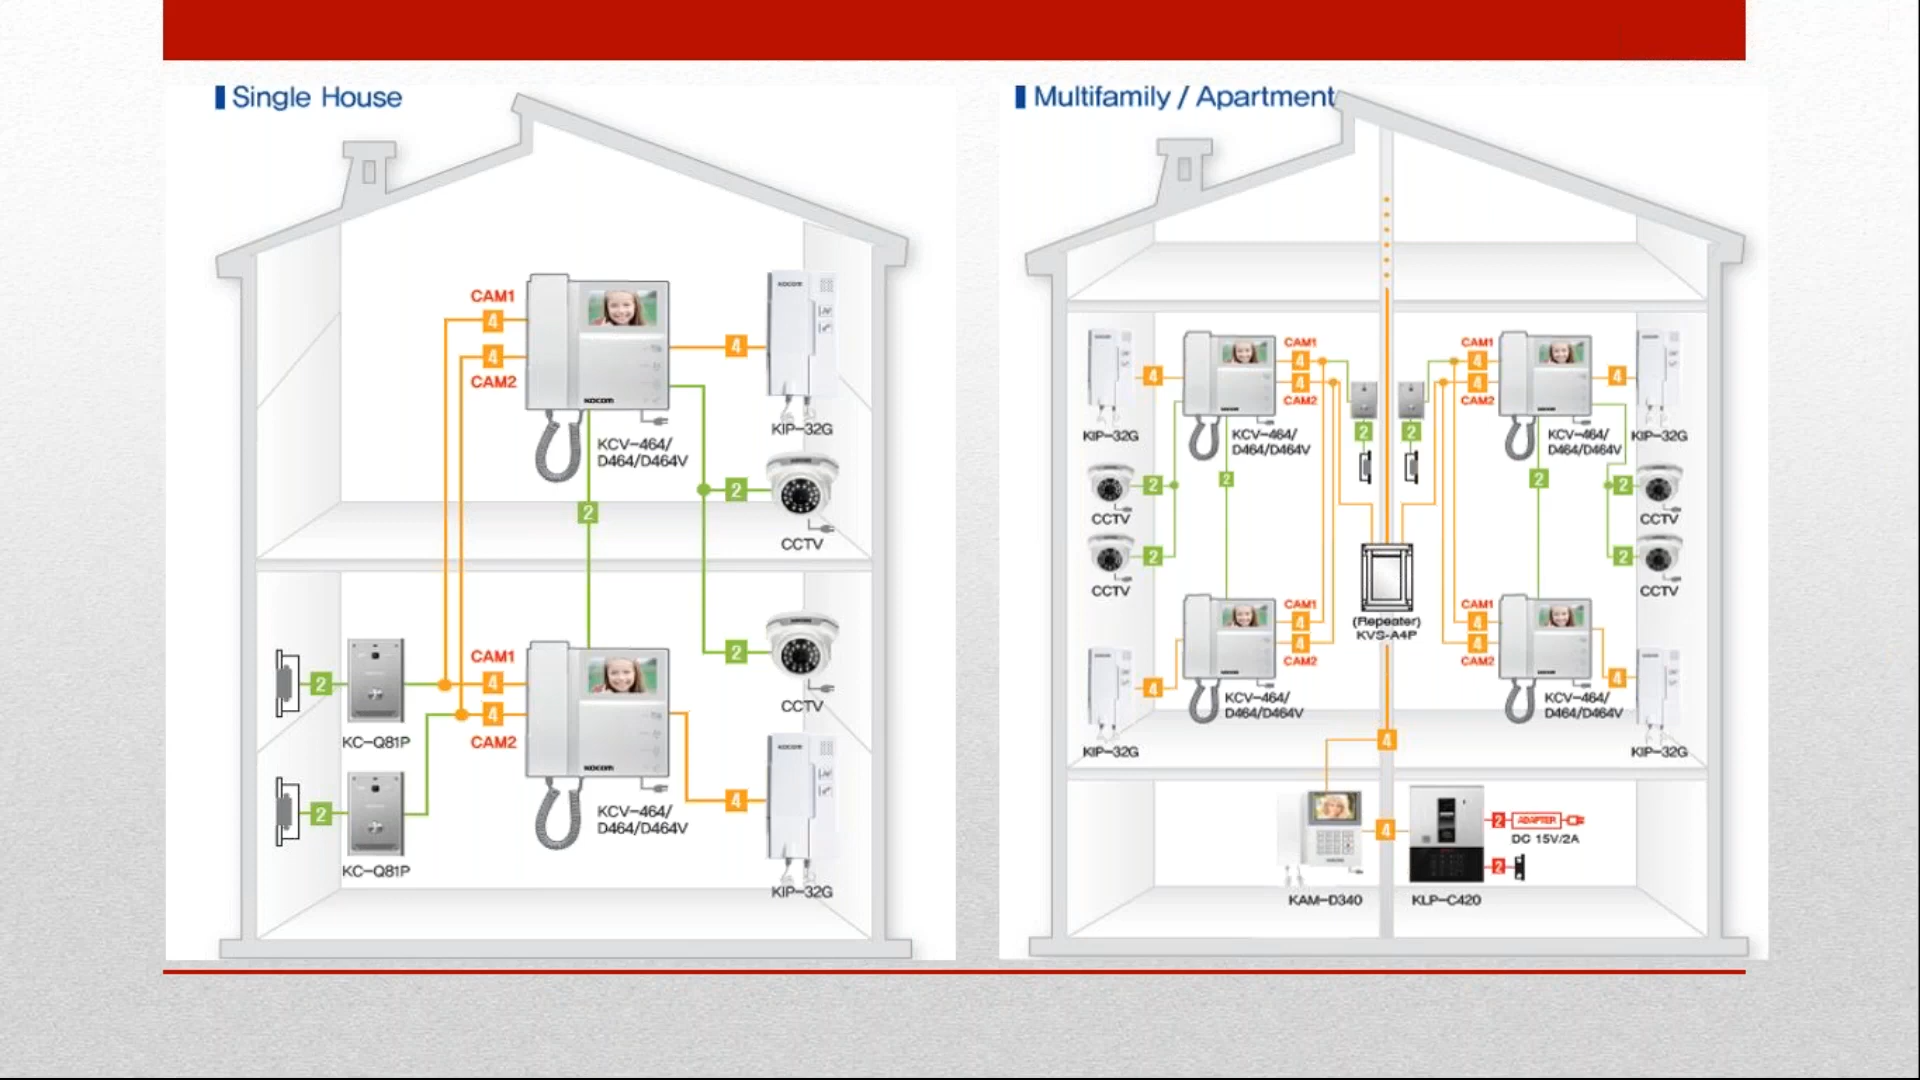 Single House
CAM1
4
4
CAM2
KOCOM
KCV-464/
D464/D464V
4
KOCOM
KIP-32G
2
CCTV
2
2
CCTV
2
KC-Q81P
2
KC-Q81P
CAM1
4
4
CAM2
KOCOM
KCV-464/
D464/D464V
4
KIP-32G
Multifamily / Apartment
KIP-32G
4
CAM1
4
4
CAM2
KCV-464/
D464/D464V
2
2
CAM1
4
4
CAM2
KCV-464/
D464/D464V
4
KIP-32G
2
CCTV
2
CCTV
2
2
2
CCTV
2
CCTV
(Repeater)
KVS-A4P
CAM1
4
4
CAM2
KCV-464/
D464/D464V
4
KIP-32G
CAM1
4
4
CAM2
KCV-464/
D464/D464V
4
KIP-32G
4
4
KAM-D340
KLP-C420
2
ADAPTER
DC 15V/2A
2